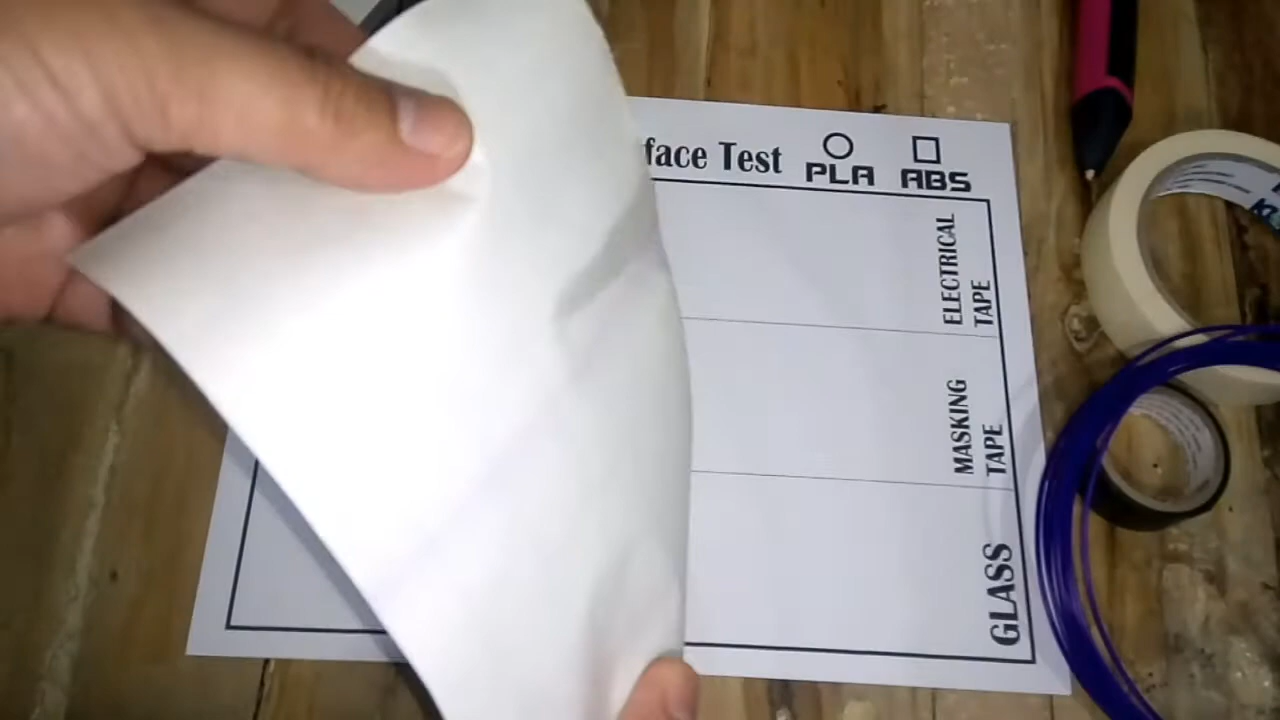 face Test
PLA
ABS
ELECTRICAL
TAPE
MASKING
TAPE
GLASS